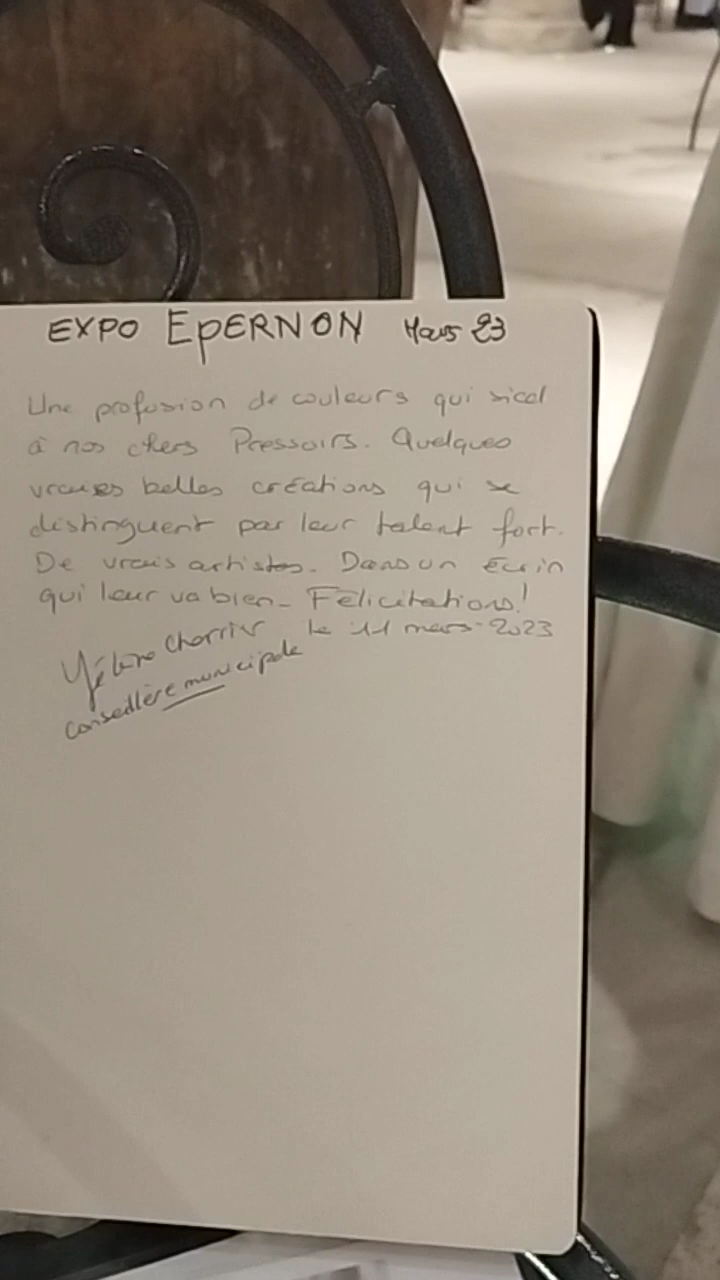 EXPO EPERNON Mars 23
Une profusion de couleurs qui sied
à nos chers Pressoirs. Quelques
vraies belles créations qui se
distinguent par leur talent fort.
De vrais artistes. Dans un Écrin
qui leur va bien - Félicitations!
le 11 mars 2023
conseillère municipale